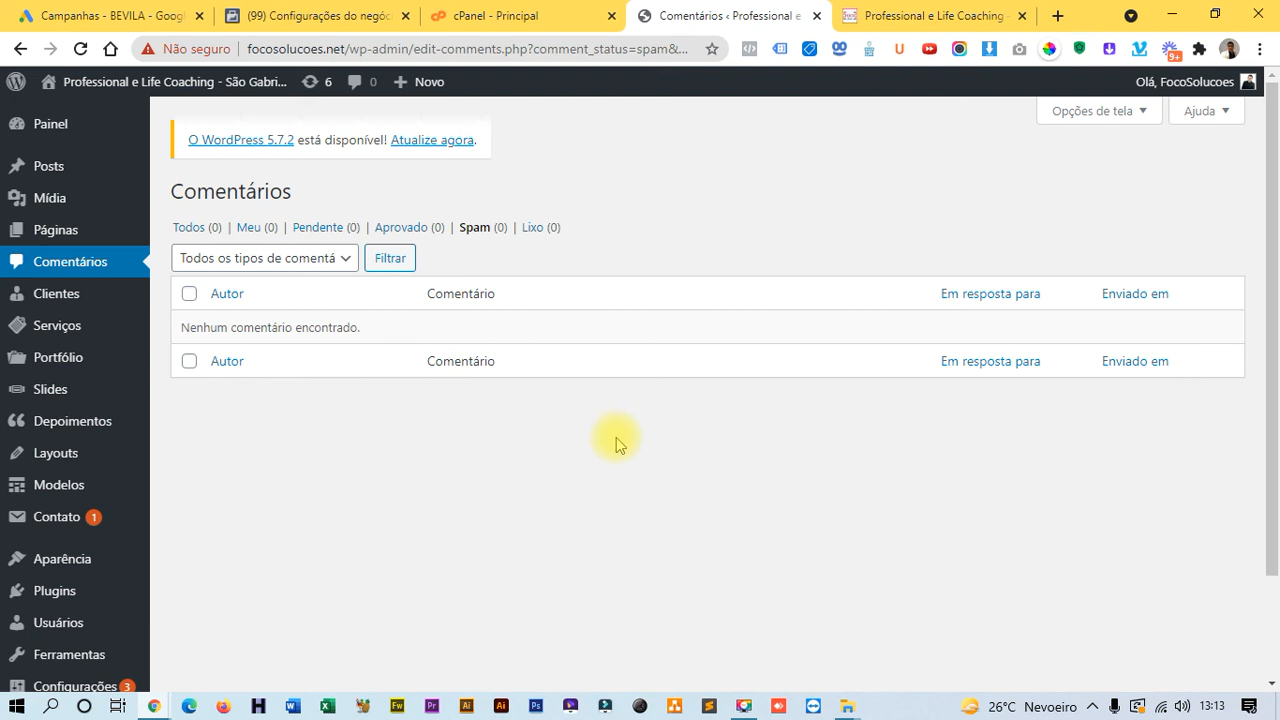 Campanhas - BEVILA - Googl
(99) Configurações do negóc
cPanel - Principal
Comentários ‹ Professional e
Professional e Life Coaching -
Não seguro
focosolucoes.net/wp-admin/edit-comments.php?comment_status=spam&...
9+
Professional e Life Coaching - São Gabri...
6
0
Novo
Olá, FocoSolucoes
Opções de tela
Ajuda
O WordPress 5.7.2 está disponível! Atualize agora.
Comentários
Todos (0) | Meu (0) | Pendente (0) | Aprovado (0) | Spam (0) | Lixo (0)
Todos os tipos de comentá
Filtrar
Autor
Comentário
Em resposta para
Enviado em
Nenhum comentário encontrado.
Autor
Comentário
Em resposta para
Enviado em
Painel
Posts
Mídia
Páginas
Comentários
Clientes
Serviços
Portfólio
Slides
Depoimentos
Layouts
Modelos
Contato 1
Aparência
Plugins
Usuários
Ferramentas
Configurações 3
26°C Nevoeiro
13:13